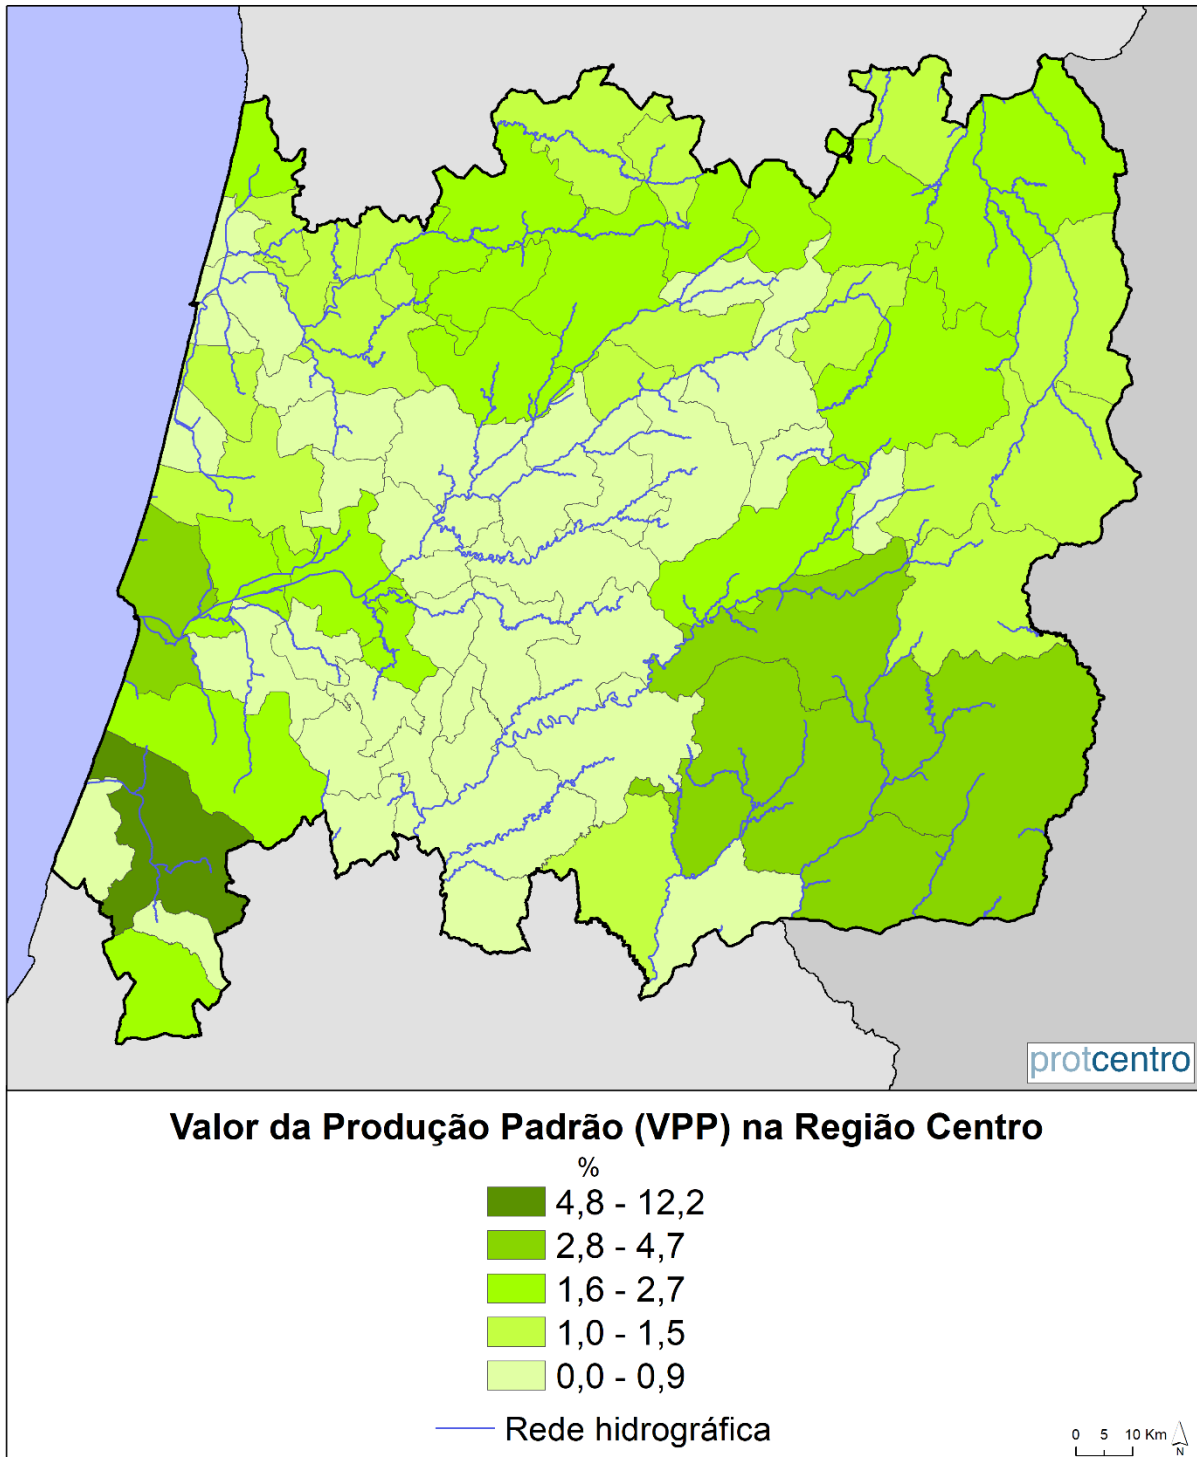 protcentro
Valor da Produção Padrão (VPP) na Região Centro
%
4,8 - 12,2
2,8 - 4,7
1,6 - 2,7
1,0 - 1,5
0,0 - 0,9
Rede hidrográfica
0 5 10 Km
N